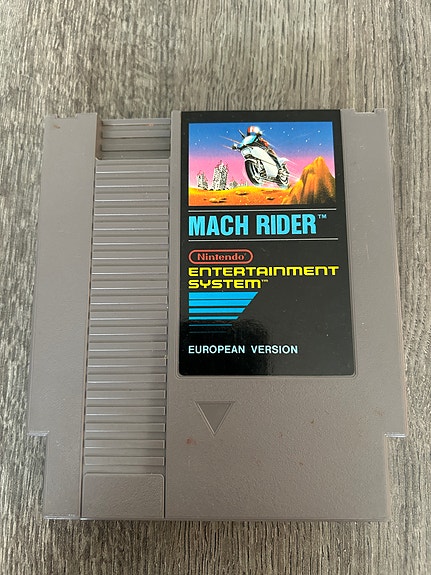 MACH RIDER™
Nintendo®
ENTERTAINMENT
SYSTEM™
EUROPEAN VERSION